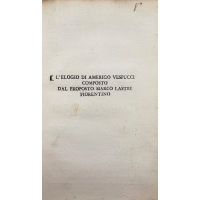 L'ELOGIO DI AMERIGO VESPUCCI
COMPOSTO
DAL PROPOSTO MARCO LASTRI
FIORENTINO